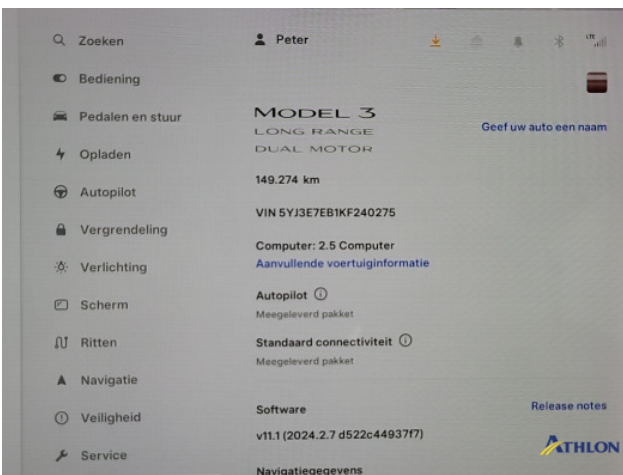 Zoeken
Peter
LTE
Bediening
Pedalen en stuur
MODEL 3
LONG RANGE
DUAL MOTOR
Geef uw auto een naam
Opladen
149.274 km
Autopilot
VIN 5YJ3E7EB1KF240275
Vergrendeling
Computer: 2.5 Computer
Aanvullende voertuiginformatie
Verlichting
Autopilot
Meegeleverd pakket
Scherm
Ritten
Standaard connectiviteit
Meegeleverd pakket
Navigatie
Software
Release notes
Veiligheid
v11.1 (2024.2.7 d522c44937f7)
ATHLON
Service
Navigatiegegevens